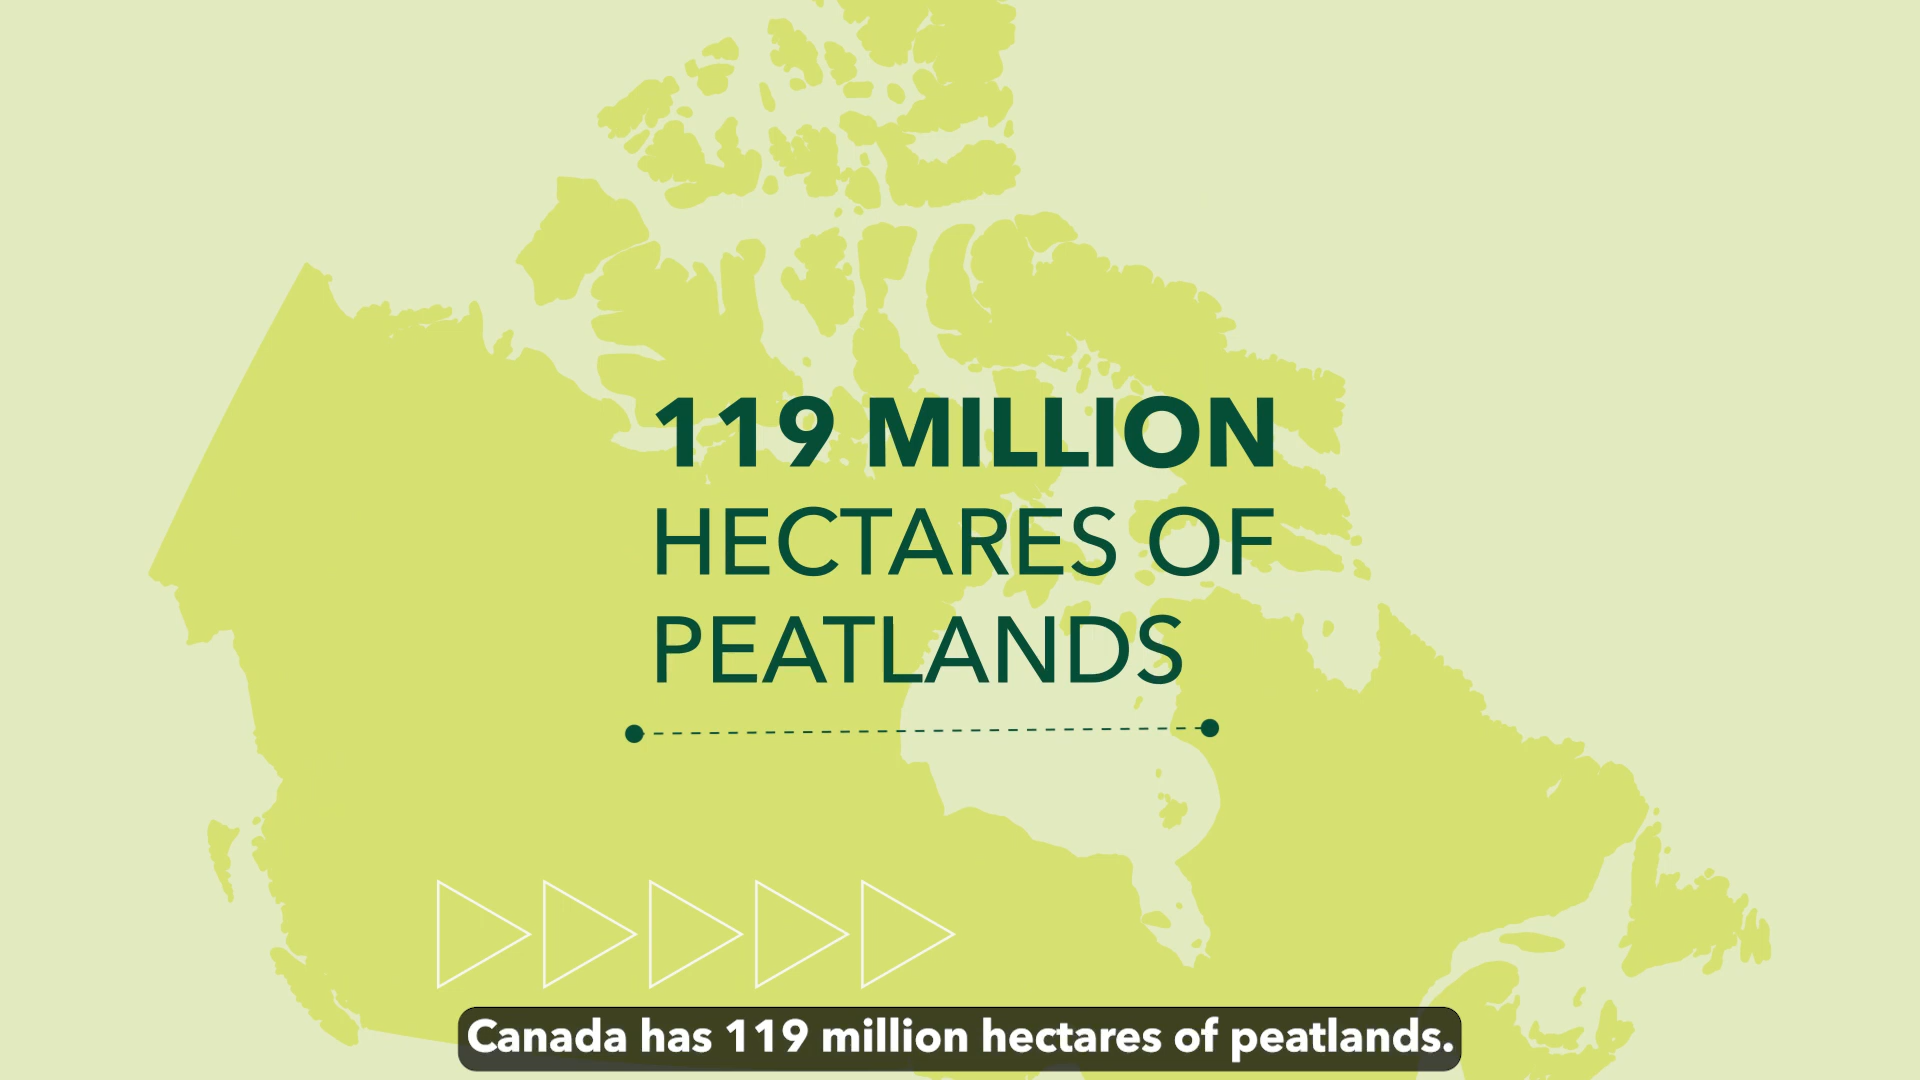 119 MILLION
HECTARES OF
PEATLANDS
Canada has 119 million hectares of peatlands.